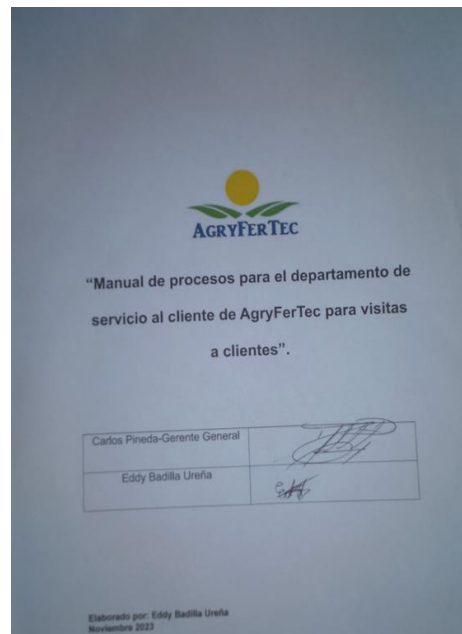 AGRYFERTEC
“Manual de procesos para el departamento de
servicio al cliente de AgryFerTec para visitas
a clientes”.
Carlos Pineda-Gerente General
Eddy Badilla Ureña
Elaborado por: Eddy Badilla Ureña
Noviembre 2023